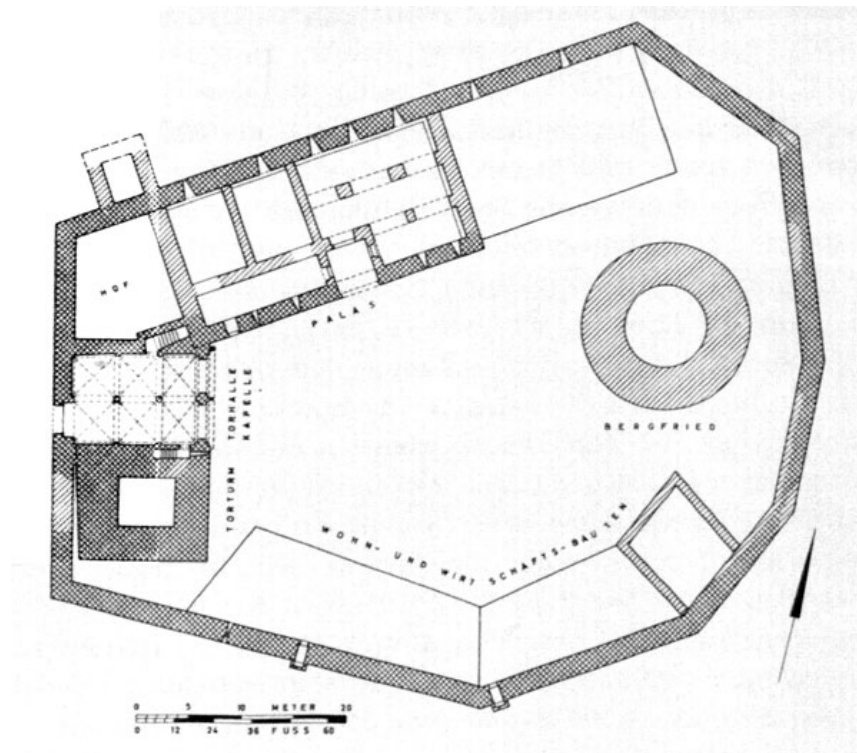 HOF
PALAS
TORTURM TORHALLE
KAPELLE
BERGFRIED
WOHN- UND WIRTSCHAFTS-BAUTEN
0 5 10 METER 20
0 12 24 36 FUSS 60